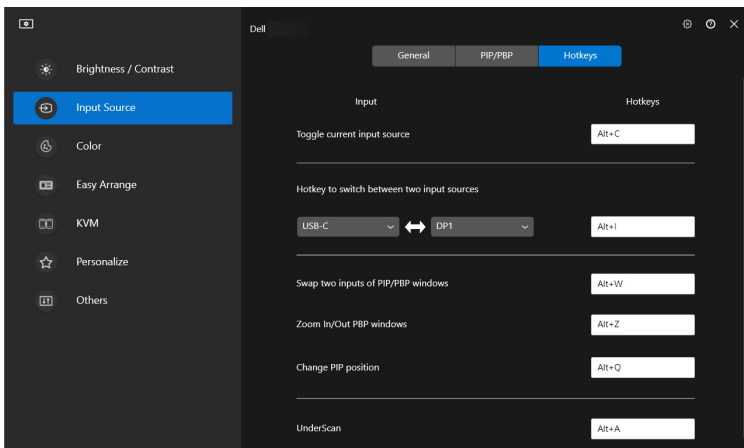 Dell
General PIP/PBP Hotkeys
Brightness / Contrast
Input Source
Color
Easy Arrange
KVM
Personalize
Others
Input Hotkeys
Toggle current input source Alt+C
Hotkey to switch between two input sources
USB-C DP1 Alt+I
Swap two inputs of PIP/PBP windows Alt+W
Zoom In/Out PBP windows Alt+Z
Change PIP position Alt+Q
UnderScan Alt+A